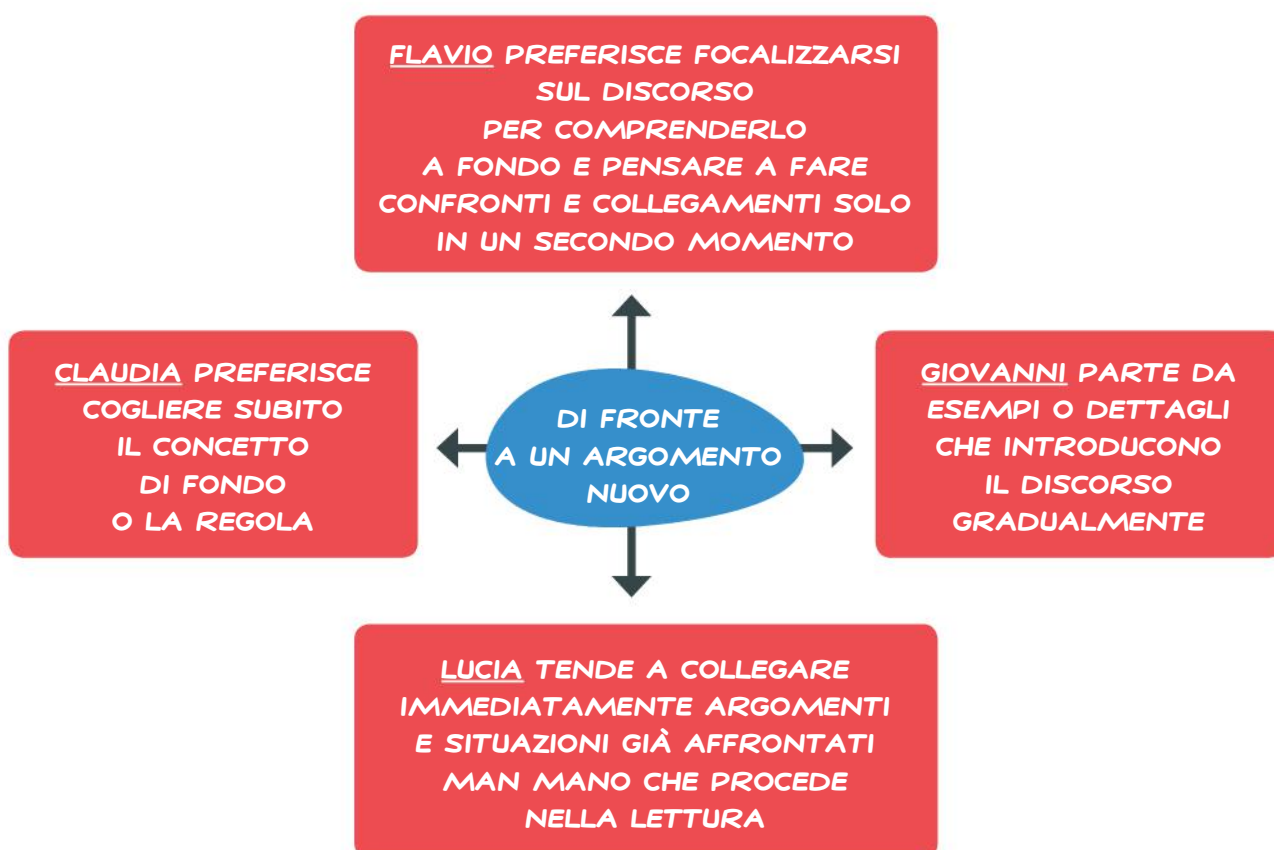 FLAVIO PREFERISCE FOCALIZZARSI
SUL DISCORSO
PER COMPRENDERLO
A FONDO E PENSARE A FARE
CONFRONTI E COLLEGAMENTI SOLO
IN UN SECONDO MOMENTO
CLAUDIA PREFERISCE
COGLIERE SUBITO
IL CONCETTO
DI FONDO
O LA REGOLA
DI FRONTE
A UN ARGOMENTO
NUOVO
GIOVANNI PARTE DA
ESEMPI O DETTAGLI
CHE INTRODUCONO
IL DISCORSO
GRADUALMENTE
LUCIA TENDE A COLLEGARE
IMMEDIATAMENTE ARGOMENTI
E SITUAZIONI GIÀ AFFRONTATI
MAN MANO CHE PROCEDE
NELLA LETTURA